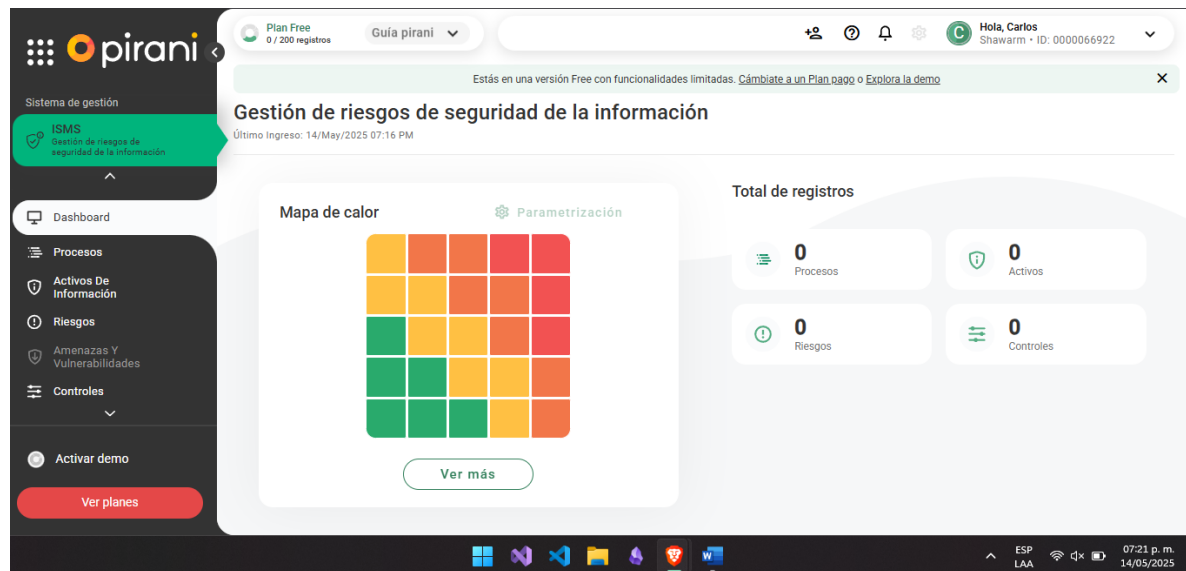 pirani
Plan Free
0 / 200 registros
Guía pirani
C
Hola, Carlos
Shawarm • ID: 0000066922
Estás en una versión Free con funcionalidades limitadas. Cámbiate a un Plan pago o Explora la demo
Sistema de gestión
ISMS
Gestión de riesgos de
seguridad de la información
Dashboard
Procesos
Activos De
Información
Riesgos
Amenazas Y
Vulnerabilidades
Controles
Activar demo
Ver planes
Gestión de riesgos de seguridad de la información
Último Ingreso: 14/May/2025 07:16 PM
Mapa de calor
Parametrización
Ver más
Total de registros
0
Procesos
0
Activos
0
Riesgos
0
Controles
W
ESP
LAA
07:21 p. m.
14/05/2025